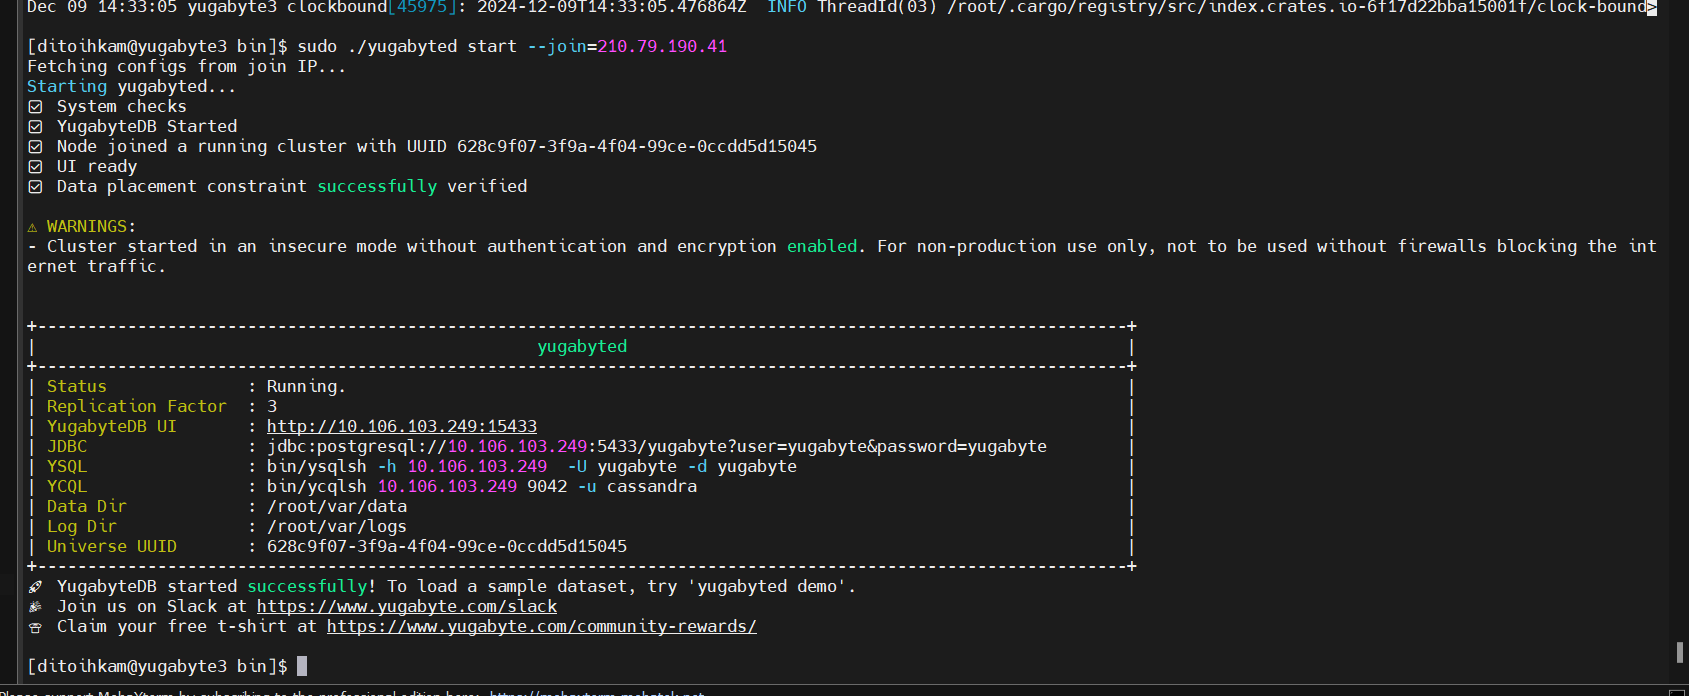 Dec 09 14:33:05 yugabyte3 clockbound[45975]: 2024-12-09T14:33:05.476864Z  INFO ThreadId(03) /root/.cargo/registry/src/index.crates.io-6f17d22bba15001f/clock-bound>
[ditoihkam@yugabyte3 bin]$ sudo ./yugabyted start --join=210.79.190.41
Fetching configs from join IP...
Starting yugabyted...
☑ System checks
☑ YugabyteDB Started
☑ Node joined a running cluster with UUID 628c9f07-3f9a-4f04-99ce-0ccdd5d15045
☑ UI ready
☑ Data placement constraint successfully verified
⚠ WARNINGS:
- Cluster started in an insecure mode without authentication and encryption enabled. For non-production use only, not to be used without firewalls blocking the int
ernet traffic.
+-------------------------------------------------------------------------------------------------------------+
|                                                  yugabyted                                                  |
+-------------------------------------------------------------------------------------------------------------+
| Status              : Running.                                                                              |
| Replication Factor  : 3                                                                                     |
| YugabyteDB UI       : http://10.106.103.249:15433                                                           |
| JDBC                : jdbc:postgresql://10.106.103.249:5433/yugabyte?user=yugabyte&password=yugabyte        |
| YSQL                : bin/ysqlsh -h 10.106.103.249  -U yugabyte -d yugabyte                                 |
| YCQL                : bin/ycqlsh 10.106.103.249 9042 -u cassandra                                           |
| Data Dir            : /root/var/data                                                                        |
| Log Dir             : /root/var/logs                                                                        |
| Universe UUID       : 628c9f07-3f9a-4f04-99ce-0ccdd5d15045                                                  |
+-------------------------------------------------------------------------------------------------------------+
🚀 YugabyteDB started successfully! To load a sample dataset, try 'yugabyted demo'.
🎉 Join us on Slack at https://www.yugabyte.com/slack
👕 Claim your free t-shirt at https://www.yugabyte.com/community-rewards/
[ditoihkam@yugabyte3 bin]$